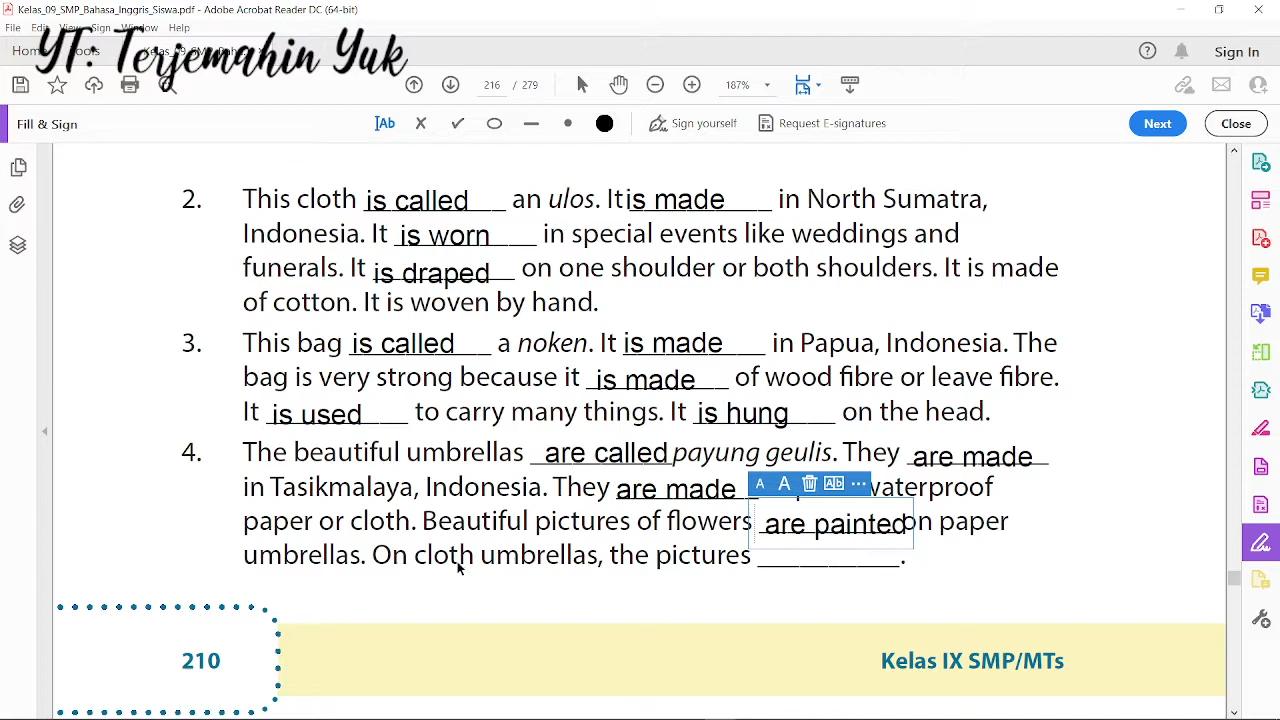 Kelas_09_SMP_Bahasa_Inggris_Siswa.pdf - Adobe Acrobat Reader DC (64-bit)
File Edit View Sign Window Help
YT: Terjemahin Yuk
Home Tools Sign In
216 / 279 187%
Fill & Sign Ab Sign yourself Request E-signatures Next Close
2. This cloth is called an ulos. It is made in North Sumatra,
Indonesia. It is worn in special events like weddings and
funerals. It is draped on one shoulder or both shoulders. It is made
of cotton. It is woven by hand.
3. This bag is called a noken. It is made in Papua, Indonesia. The
bag is very strong because it is made of wood fibre or leave fibre.
It is used to carry many things. It is hung on the head.
4. The beautiful umbrellas are called payung geulis. They are made
in Tasikmalaya, Indonesia. They are made waterproof
A A Ab
paper or cloth. Beautiful pictures of flowers are painted on paper
umbrellas. On cloth umbrellas, the pictures ____________.
210 Kelas IX SMP/MTs